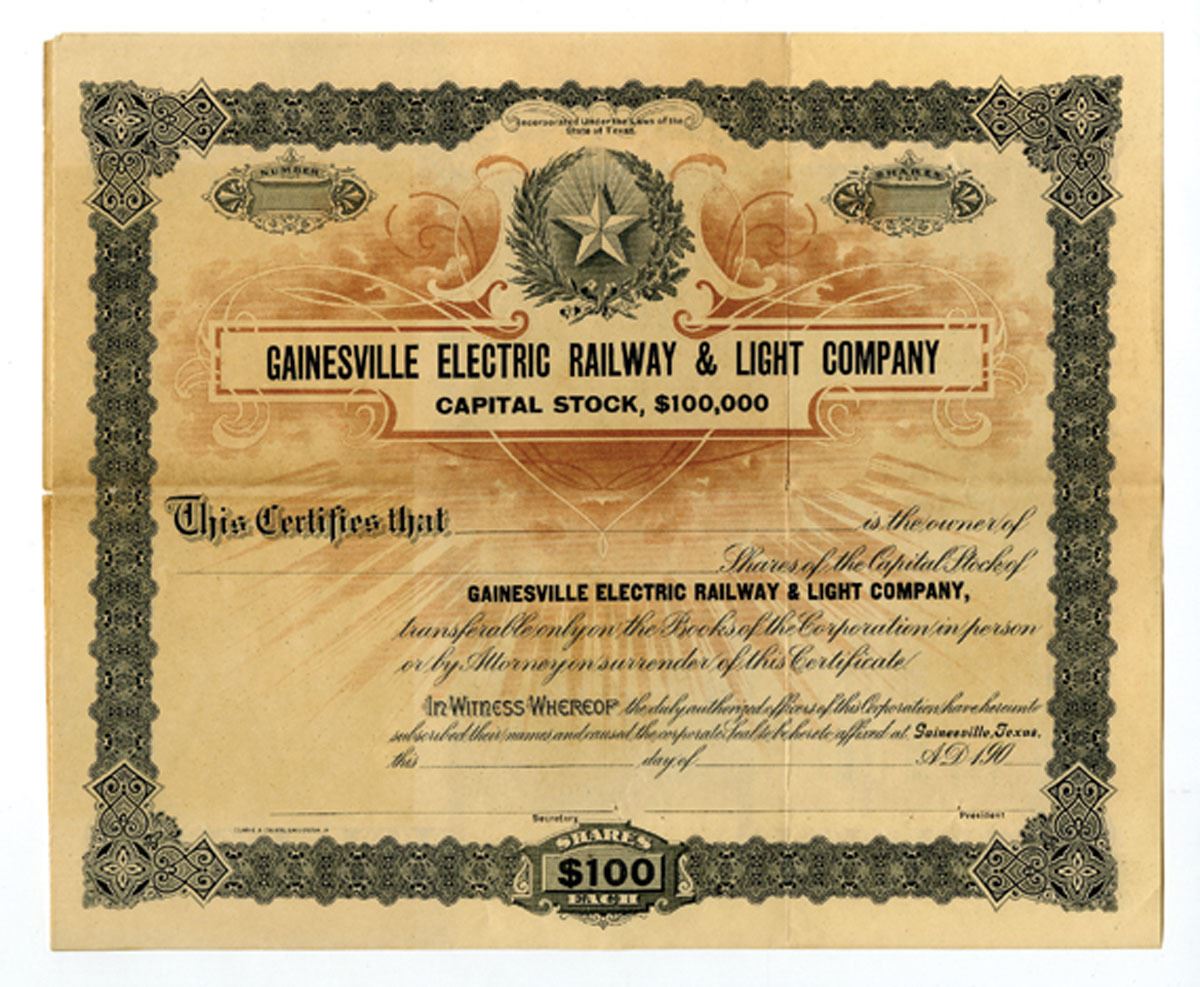 Incorporated Under the Laws of the
State of Texas.
NUMBER
SHARES
GAINESVILLE ELECTRIC RAILWAY & LIGHT COMPANY
CAPITAL STOCK, $100,000
This Certifies that is the owner of
Shares of the Capital Stock of
GAINESVILLE ELECTRIC RAILWAY & LIGHT COMPANY,
transferable only on the Books of the Corporation in person
or by Attorney in surrender of this Certificate
IN WITNESS WHEREOF the duly authorized officers of this Corporation have hereunto
subscribed their names and caused the corporate Seal to be hereto affixed at Gainesville, Texas,
this day of A.D. 190
Secretary
President
CLARKE & COURTS, GALVESTON
SHARES
$100
EACH